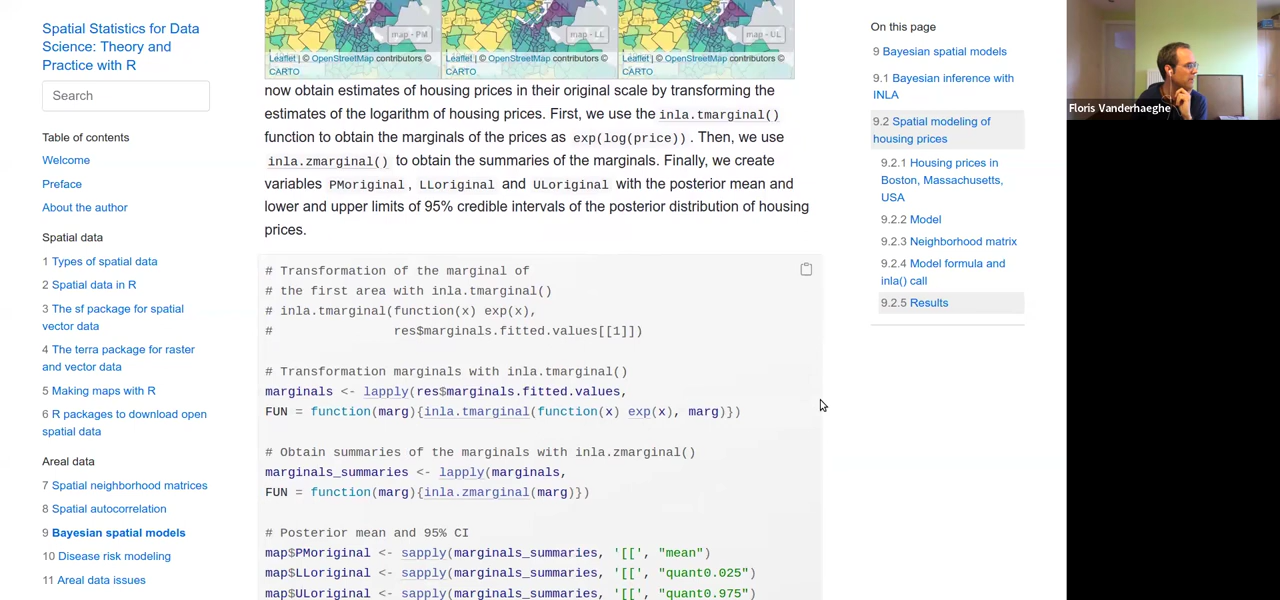 Spatial Statistics for Data
Science: Theory and
Practice with R
Search
Table of contents
Welcome
Preface
About the author
Spatial data
1 Types of spatial data
2 Spatial data in R
3 The sf package for spatial
vector data
4 The terra package for raster
and vector data
5 Making maps with R
6 R packages to download open
spatial data
Areal data
7 Spatial neighborhood matrices
8 Spatial autocorrelation
9 Bayesian spatial models
10 Disease risk modeling
11 Areal data issues
map - PM
map - LL
map - UL
Leaflet | © OpenStreetMap contributors ©
CARTO
Leaflet | © OpenStreetMap contributors ©
CARTO
Leaflet | © OpenStreetMap contributors ©
CARTO
now obtain estimates of housing prices in their original scale by transforming the
estimates of the logarithm of housing prices. First, we use the inla.tmarginal()
function to obtain the marginals of the prices as exp(log(price)). Then, we use
inla.zmarginal() to obtain the summaries of the marginals. Finally, we create
variables PMoriginal, LLoriginal and ULoriginal with the posterior mean and
lower and upper limits of 95% credible intervals of the posterior distribution of housing
prices.
# Transformation of the marginal of
# the first area with inla.tmarginal()
# inla.tmarginal(function(x) exp(x),
#                res$marginals.fitted.values[[1]])
# Transformation marginals with inla.tmarginal()
marginals <- lapply(res$marginals.fitted.values,
FUN = function(marg){inla.tmarginal(function(x) exp(x), marg)})
# Obtain summaries of the marginals with inla.zmarginal()
marginals_summaries <- lapply(marginals,
FUN = function(marg){inla.zmarginal(marg)})
# Posterior mean and 95% CI
map$PMoriginal <- sapply(marginals_summaries, '[[', "mean")
map$LLoriginal <- sapply(marginals_summaries, '[[', "quant0.025")
map$ULoriginal <- sapply(marginals_summaries, '[[', "quant0.975")
On this page
9 Bayesian spatial models
9.1 Bayesian inference with
INLA
9.2 Spatial modeling of
housing prices
9.2.1 Housing prices in
Boston, Massachusetts,
USA
9.2.2 Model
9.2.3 Neighborhood matrix
9.2.4 Model formula and
inla() call
9.2.5 Results
Floris Vanderhaeghe